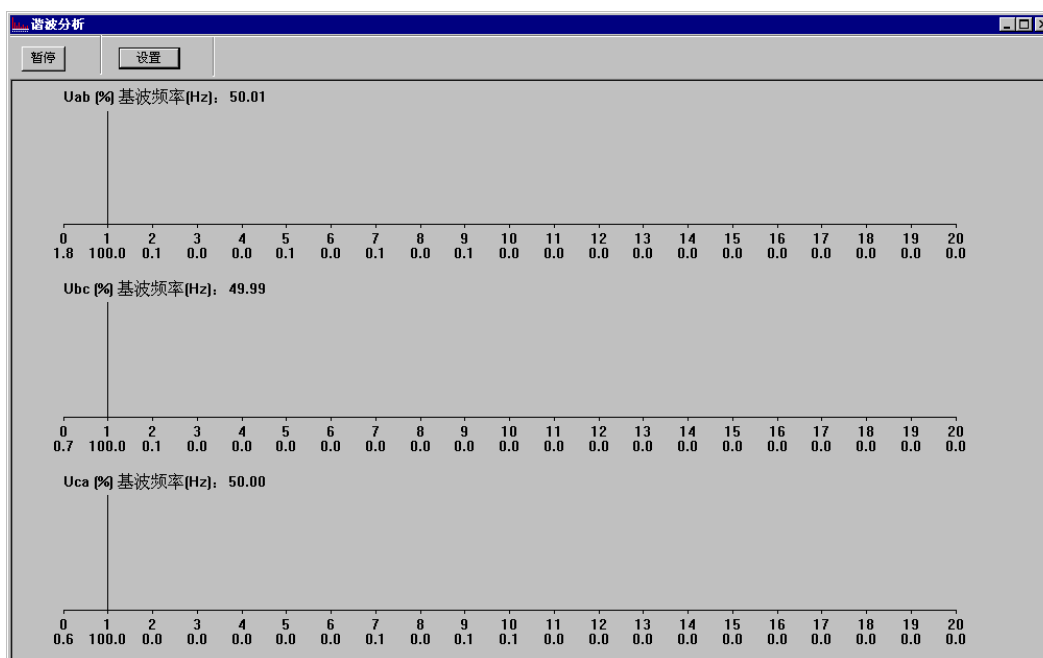 谐波分析
暂停 设置
Uab (%) 基波频率(Hz): 50.01
0 1 2 3 4 5 6 7 8 9 10 11 12 13 14 15 16 17 18 19 20
1.8 100.0 0.1 0.0 0.0 0.1 0.0 0.1 0.0 0.1 0.0 0.0 0.0 0.0 0.0 0.0 0.0 0.0 0.0 0.0 0.0
Ubc (%) 基波频率(Hz): 49.99
0 1 2 3 4 5 6 7 8 9 10 11 12 13 14 15 16 17 18 19 20
0.7 100.0 0.1 0.0 0.0 0.0 0.0 0.0 0.0 0.0 0.0 0.0 0.0 0.0 0.0 0.0 0.0 0.0 0.0 0.0 0.0
Uca (%) 基波频率(Hz): 50.00
0 1 2 3 4 5 6 7 8 9 10 11 12 13 14 15 16 17 18 19 20
0.6 100.0 0.0 0.0 0.0 0.0 0.0 0.1 0.0 0.1 0.1 0.0 0.0 0.0 0.0 0.0 0.0 0.0 0.0 0.0 0.0